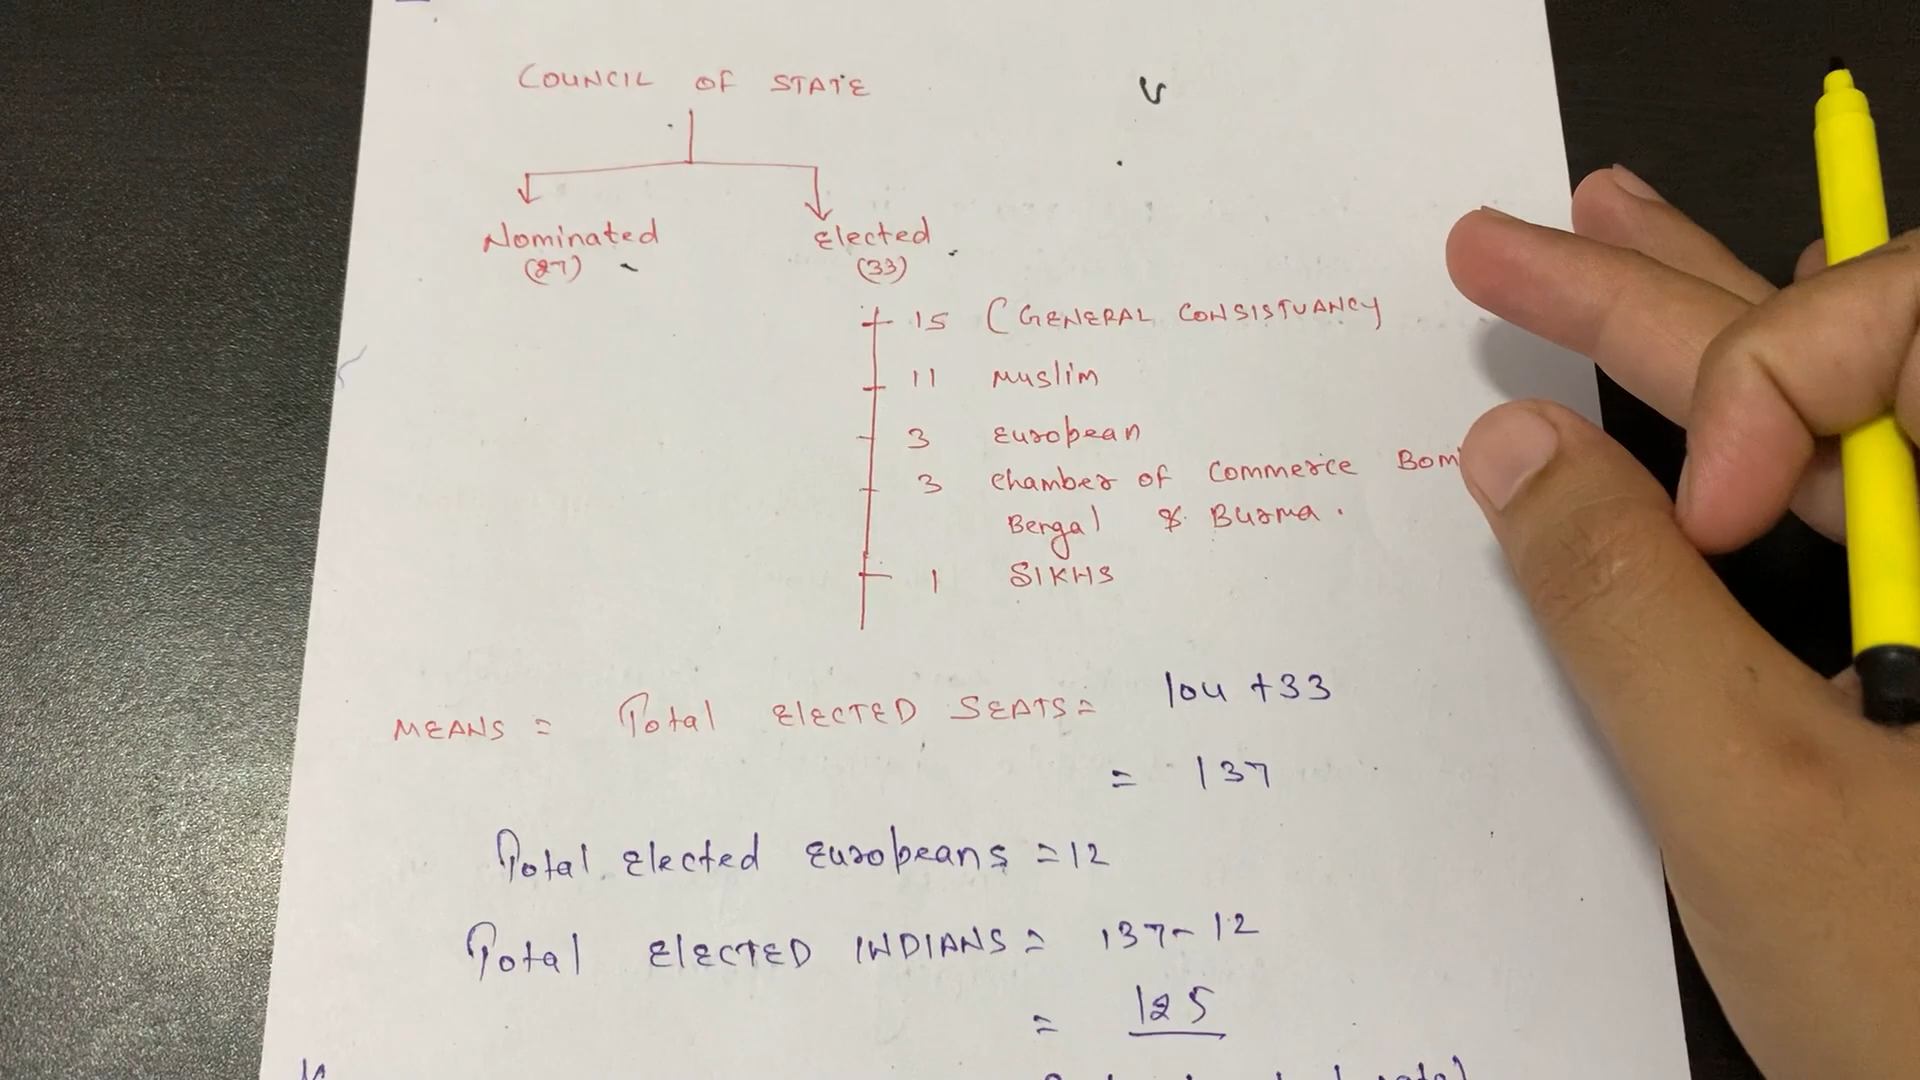 COUNCIL OF STATE
Nominated Elected
(27) (33)
15 (GENERAL CONSISTUANCY
11 Muslim
3 European
3 Chamber of Commerce Bom
Bengal & Burma.
1 SIKHS
MEANS = Total ElECTED SEATS = 104 +33
= 137
Total Elected Europeans = 12
Total ElECTED INDIANS = 137-12
= 125